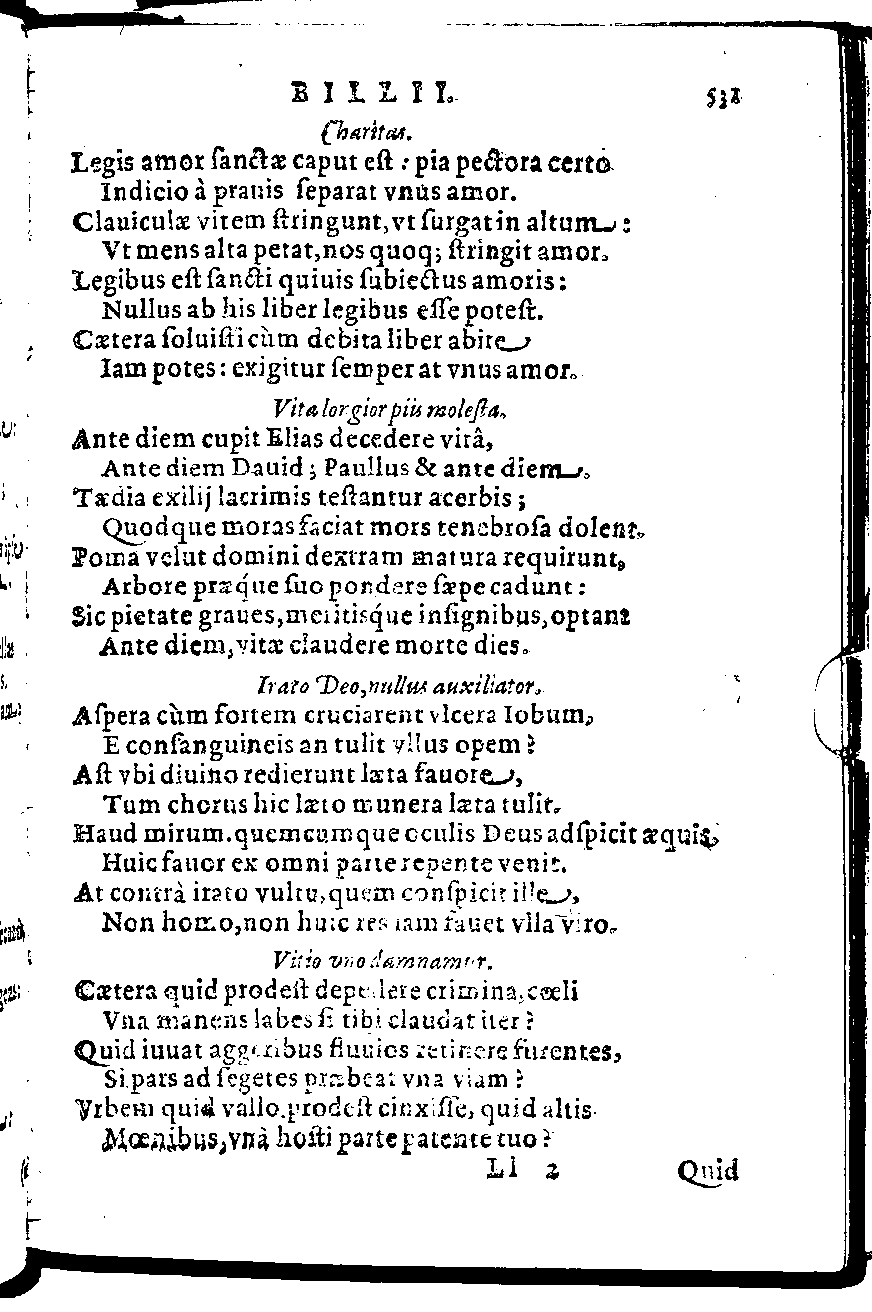 BILLII. 531
Charitas.
Legis amor sanctæ caput est : pia pectora certo
Indicio à prauis separat vnus amor.
Clauiculæ vitem stringunt, vt surgat in altum :
Vt mens alta petat, nos quoq; stringit amor.
Legibus est sancti quiuis subiectus amoris :
Nullus ab his liber legibus esse potest.
Cætera soluisti cùm debita liber abire
Iam potes : exigitur semper at vnus amor.
Vita lorgior piis molesta.
Ante diem cupit Elias decedere vitâ,
Ante diem Dauid ; Paullus & ante diem.
Tædia exilij lacrimis testantur acerbis ;
Quodque moras faciat mors tenebrosa dolent.
Poma velut domini dextram matura requirunt,
Arbore præq́ue suo pondere sæpe cadunt :
Sic pietate graues, meritisq́ue insignibus, optant
Ante diem, vitæ claudere morte dies.
Irato Deo, nullus auxiliator.
Aspera cùm fortem cruciarent vlcera Iobum,
E consanguineis an tulit vllus opem ?
Ast vbi diuino redierunt læta fauore,
Tum chorus hic læto munera læta tulit.
Haud mirum. quemcumque oculis Deus adspicit æquis,
Huic fauor ex omni parte repente venit.
At contrà irato vultu, quem conspicit ille,
Non homo, non huic res iam fauet vlla viro.
Vitio vno damnamur.
Cætera quid prodest depellere crimina, cœli
Vna manens labes si tibi claudat iter ?
Quid iuuat aggeribus fluuios retinere furentes,
Si pars ad segetes præbeat vna viam ?
Vrbem quid vallo prodest cinxisse, quid altis
Mœnibus, vnà hosti parte patente tuo ?
Ll 2 Quid